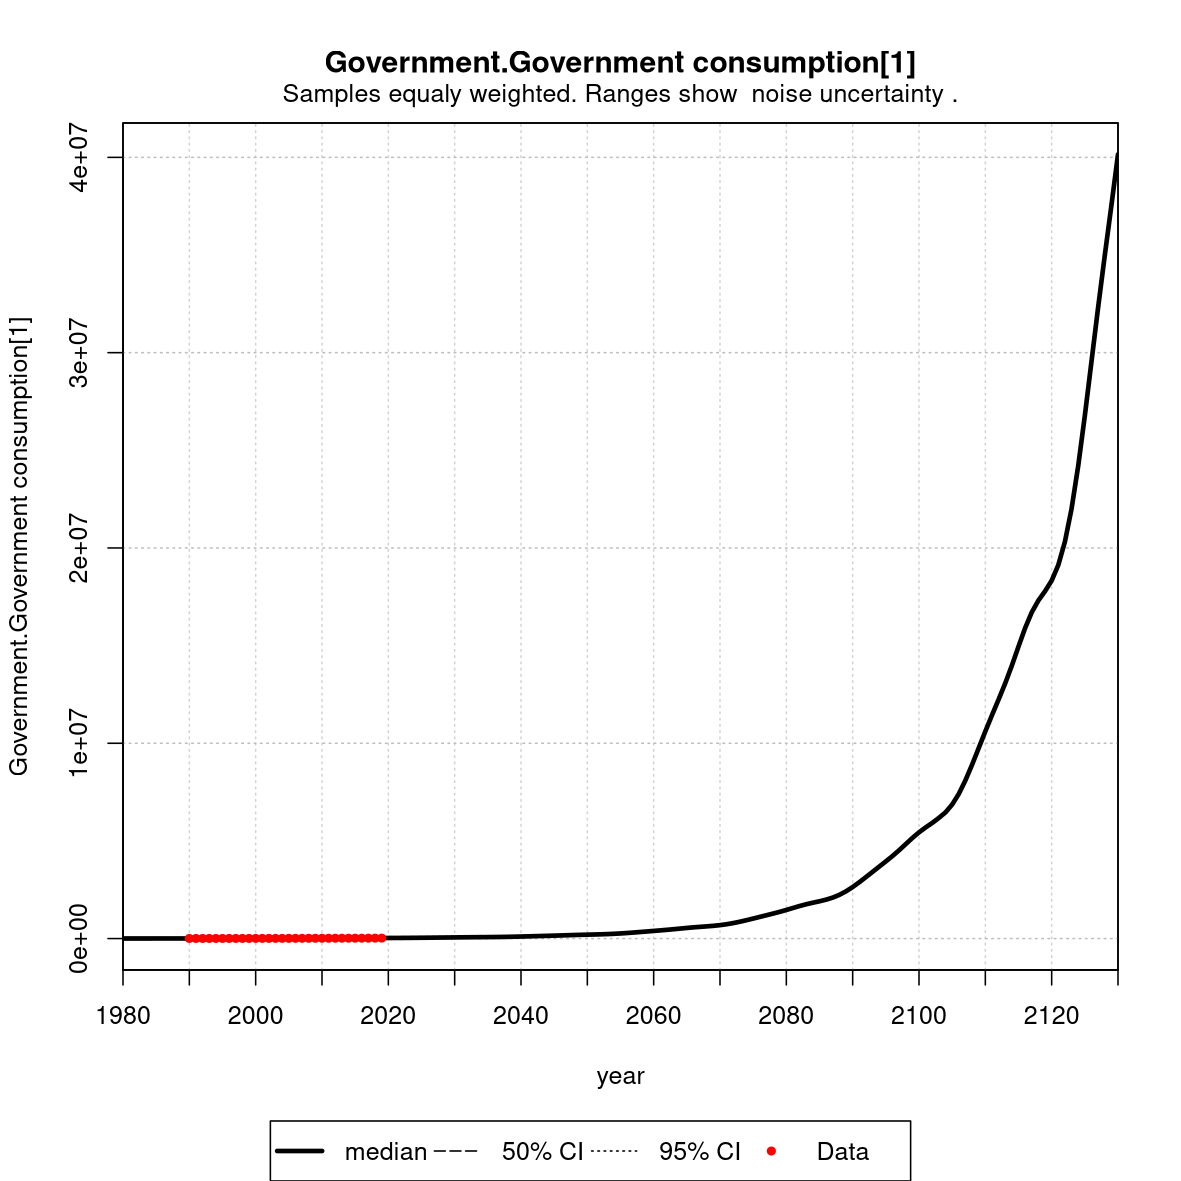 Government.Government consumption[1]
Samples equaly weighted. Ranges show  noise uncertainty .
Government.Government consumption[1]
4e+07
3e+07
2e+07
1e+07
0e+00
1980 2000 2020 2040 2060 2080 2100 2120
year
median 50% CI 95% CI Data